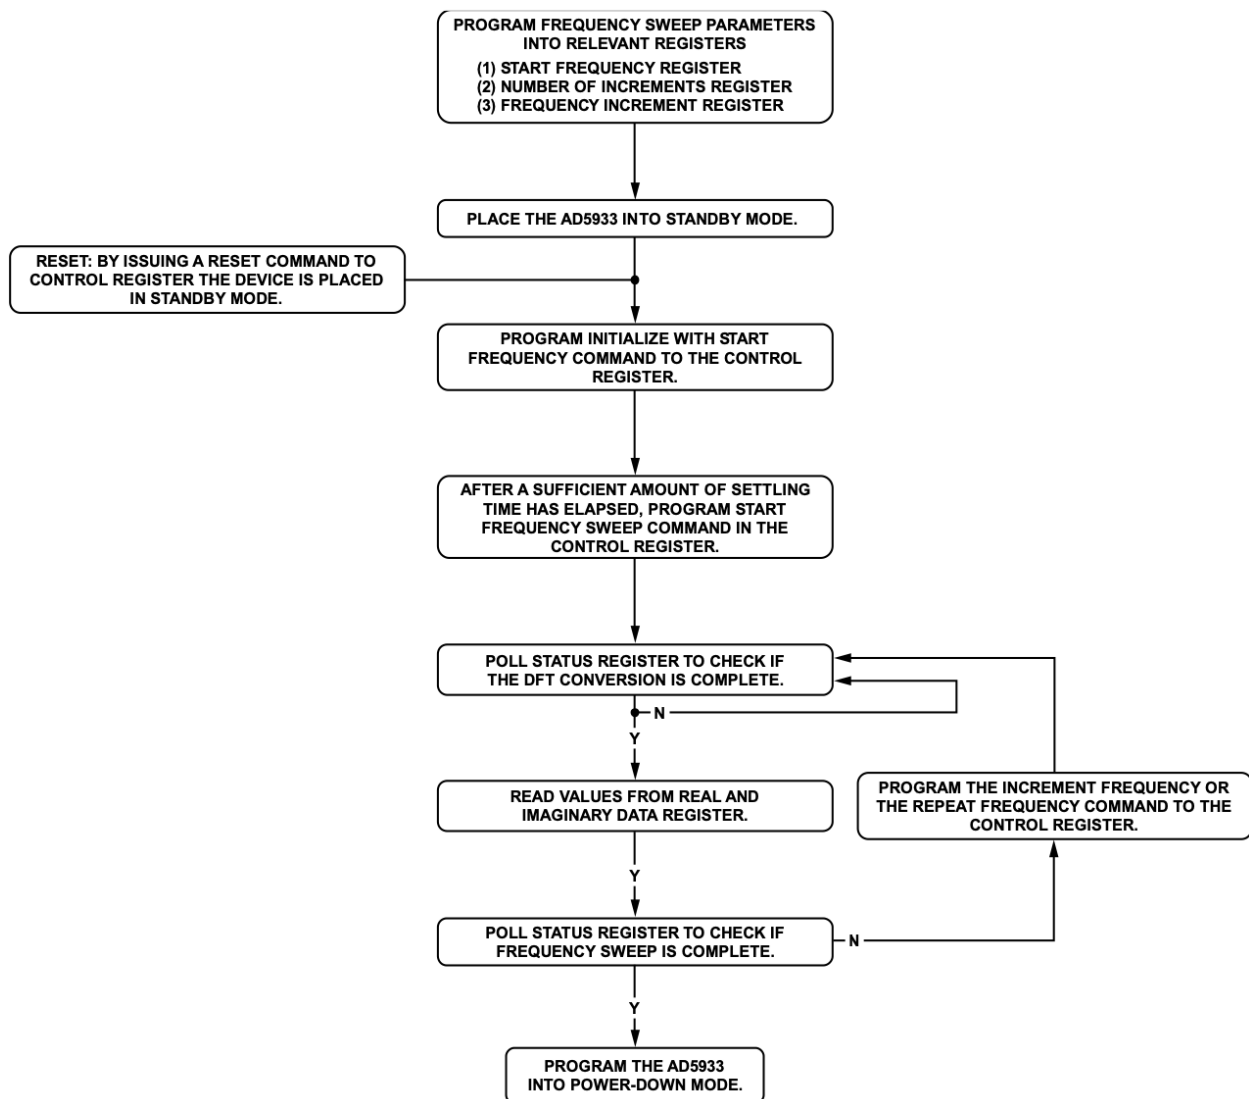 PROGRAM FREQUENCY SWEEP PARAMETERS
INTO RELEVANT REGISTERS
(1) START FREQUENCY REGISTER
(2) NUMBER OF INCREMENTS REGISTER
(3) FREQUENCY INCREMENT REGISTER
PLACE THE AD5933 INTO STANDBY MODE.
RESET: BY ISSUING A RESET COMMAND TO
CONTROL REGISTER THE DEVICE IS PLACED
IN STANDBY MODE.
PROGRAM INITIALIZE WITH START
FREQUENCY COMMAND TO THE CONTROL
REGISTER.
AFTER A SUFFICIENT AMOUNT OF SETTLING
TIME HAS ELAPSED, PROGRAM START
FREQUENCY SWEEP COMMAND IN THE
CONTROL REGISTER.
POLL STATUS REGISTER TO CHECK IF
THE DFT CONVERSION IS COMPLETE.
N
Y
READ VALUES FROM REAL AND
IMAGINARY DATA REGISTER.
PROGRAM THE INCREMENT FREQUENCY OR
THE REPEAT FREQUENCY COMMAND TO THE
CONTROL REGISTER.
Y
POLL STATUS REGISTER TO CHECK IF
FREQUENCY SWEEP IS COMPLETE.
N
Y
PROGRAM THE AD5933
INTO POWER-DOWN MODE.